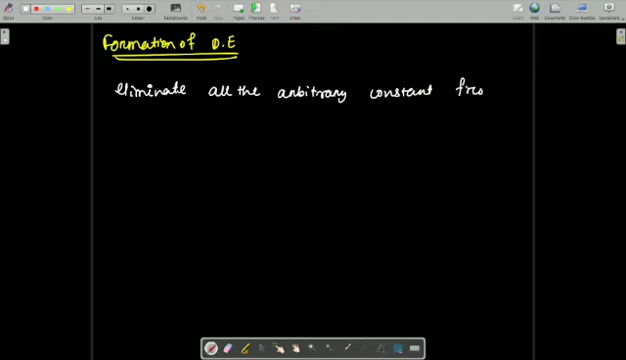 Formation of D.E
eliminate all the arbitrary constant fro